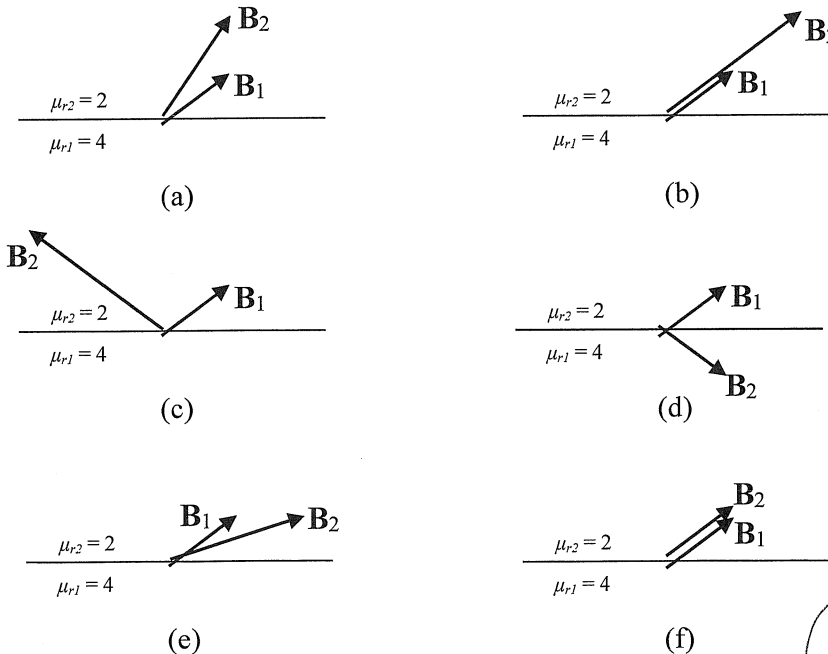 B₂
B₁
μr2 = 2
μr1 = 4
(a)
B
B₁
μr2 = 2
μr1 = 4
(b)
B₂
B₁
μr2 = 2
μr1 = 4
(c)
B₁
μr2 = 2
μr1 = 4
B₂
(d)
B₁
B₂
μr2 = 2
μr1 = 4
(e)
B₂
B₁
μr2 = 2
μr1 = 4
(f)